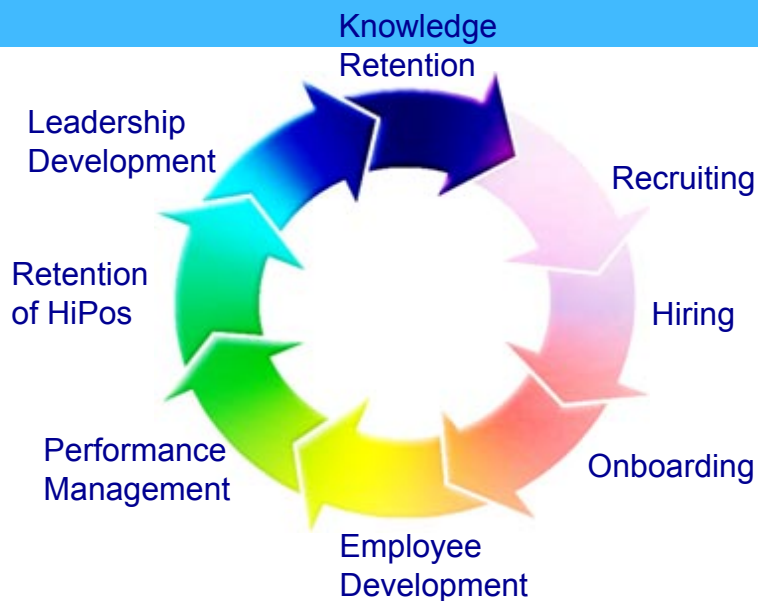 Knowledge
Retention
Recruiting
Hiring
Onboarding
Employee
Development
Performance
Management
Retention
of HiPos
Leadership
Development